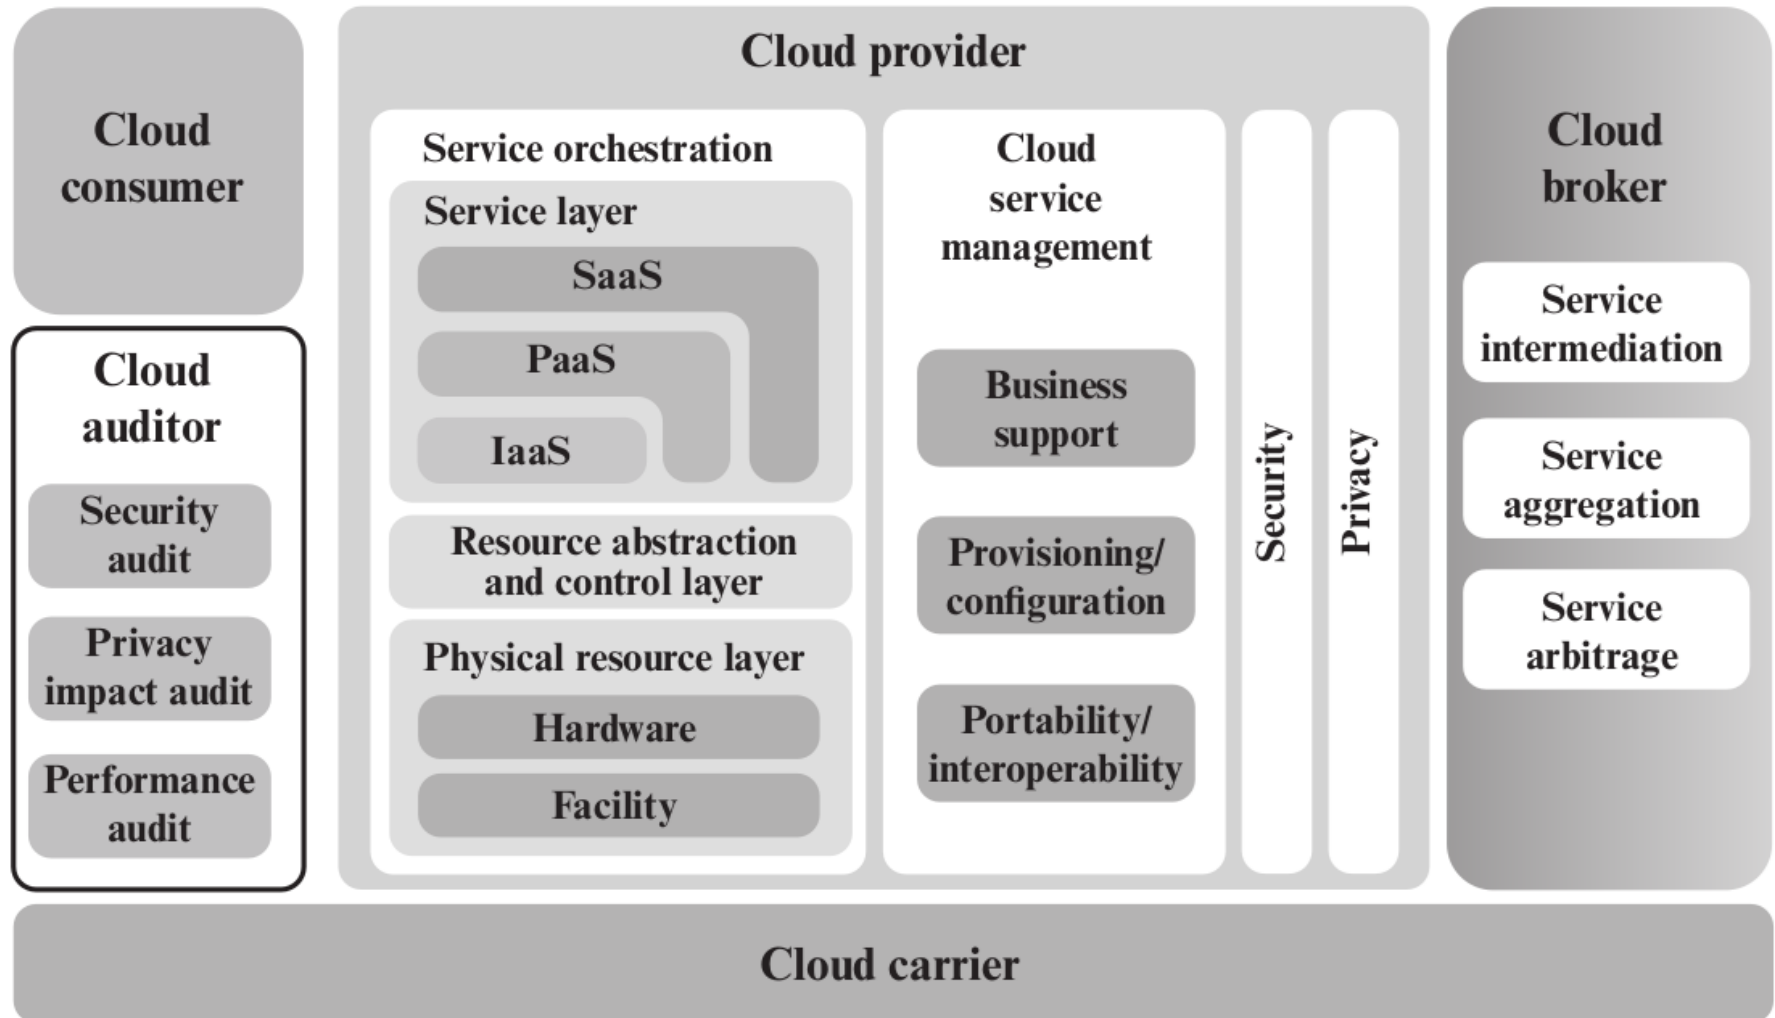 Cloud
consumer
Cloud
auditor
Security
audit
Privacy
impact audit
Performance
audit
Cloud provider
Service orchestration
Service layer
SaaS
PaaS
IaaS
Resource abstraction
and control layer
Physical resource layer
Hardware
Facility
Cloud
service
management
Business
support
Provisioning/
configuration
Portability/
interoperability
Security
Privacy
Cloud
broker
Service
intermediation
Service
aggregation
Service
arbitrage
Cloud carrier